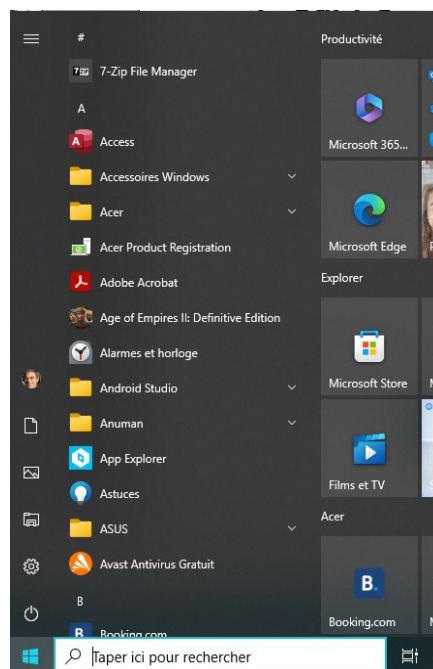 #
7-Zip File Manager
A
Access
Accessoires Windows
Acer
Acer Product Registration
Adobe Acrobat
Age of Empires II: Definitive Edition
Alarmes et horloge
Android Studio
Anuman
App Explorer
Astuces
ASUS
Avast Antivirus Gratuit
B
Booking.com
Taper ici pour rechercher
Productivité
Microsoft 365...
Microsoft Edge
Explorer
Microsoft Store
Films et TV
Acer
B.
Booking.com